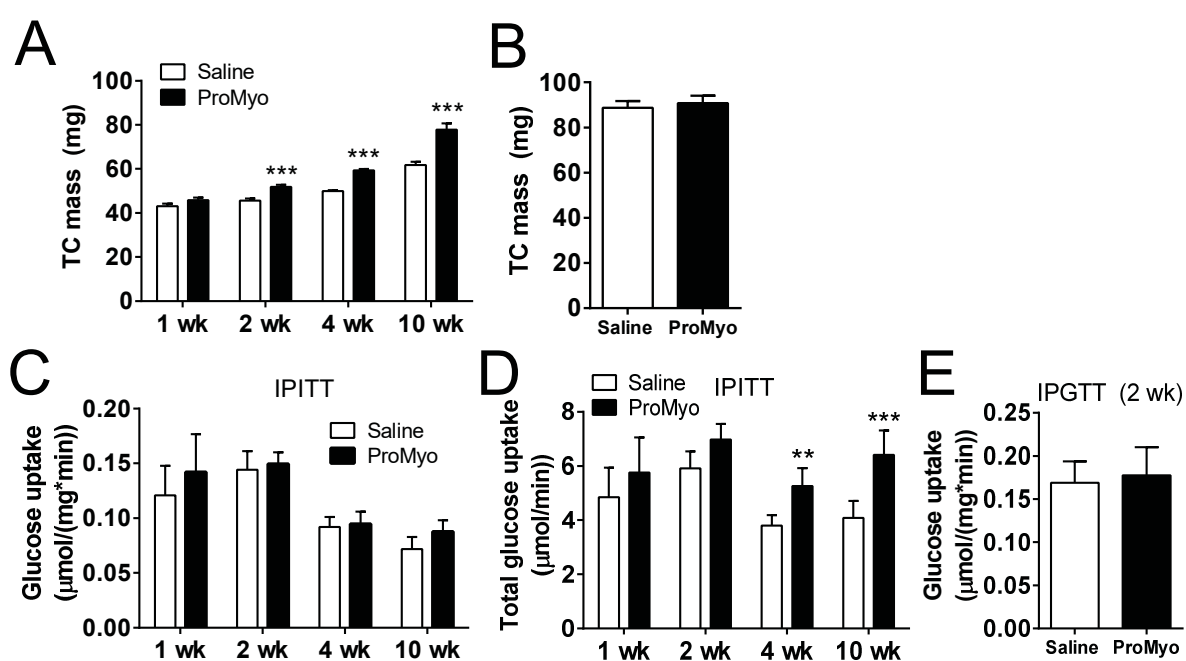 A
Saline
ProMyo
TC mass (mg)
100
80
60
40
20
0
***
***
***
1 wk 2 wk 4 wk 10 wk
B
TC mass (mg)
100
80
60
40
20
0
Saline ProMyo
C
IPITT
Saline
ProMyo
Glucose uptake
(μmol/(mg*min))
0.20
0.15
0.10
0.05
0.00
1 wk 2 wk 4 wk 10 wk
D
Saline
ProMyo
IPITT
Total glucose uptake
(μmol/min))
8
6
4
2
0
**
***
1 wk 2 wk 4 wk 10 wk
E
IPGTT (2 wk)
Glucose uptake
(μmol/(mg*min))
0.25
0.20
0.15
0.10
0.05
0.00
Saline ProMyo